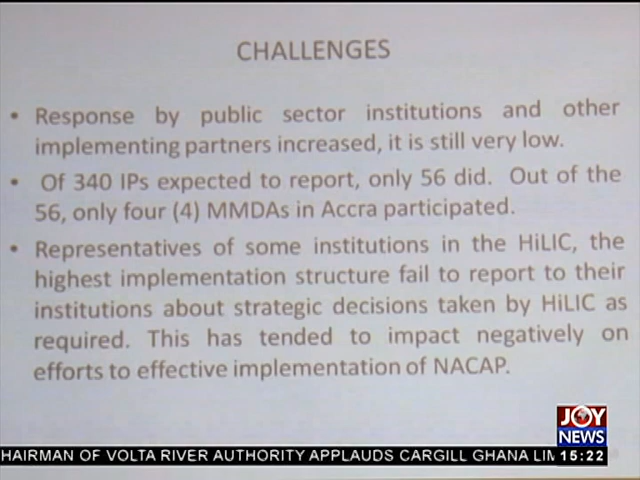 CHALLENGES
• Response by public sector institutions and other
implementing partners increased, it is still very low.
• Of 340 IPs expected to report, only 56 did. Out of the
56, only four (4) MMDAs in Accra participated.
• Representatives of some institutions in the HiLIC, the
highest implementation structure fail to report to their
institutions about strategic decisions taken by HiLIC as
required. This has tended to impact negatively on
efforts to effective implementation of NACAP.
JOY
NEWS
HAIRMAN OF VOLTA RIVER AUTHORITY APPLAUDS CARGILL GHANA LIM
15:22